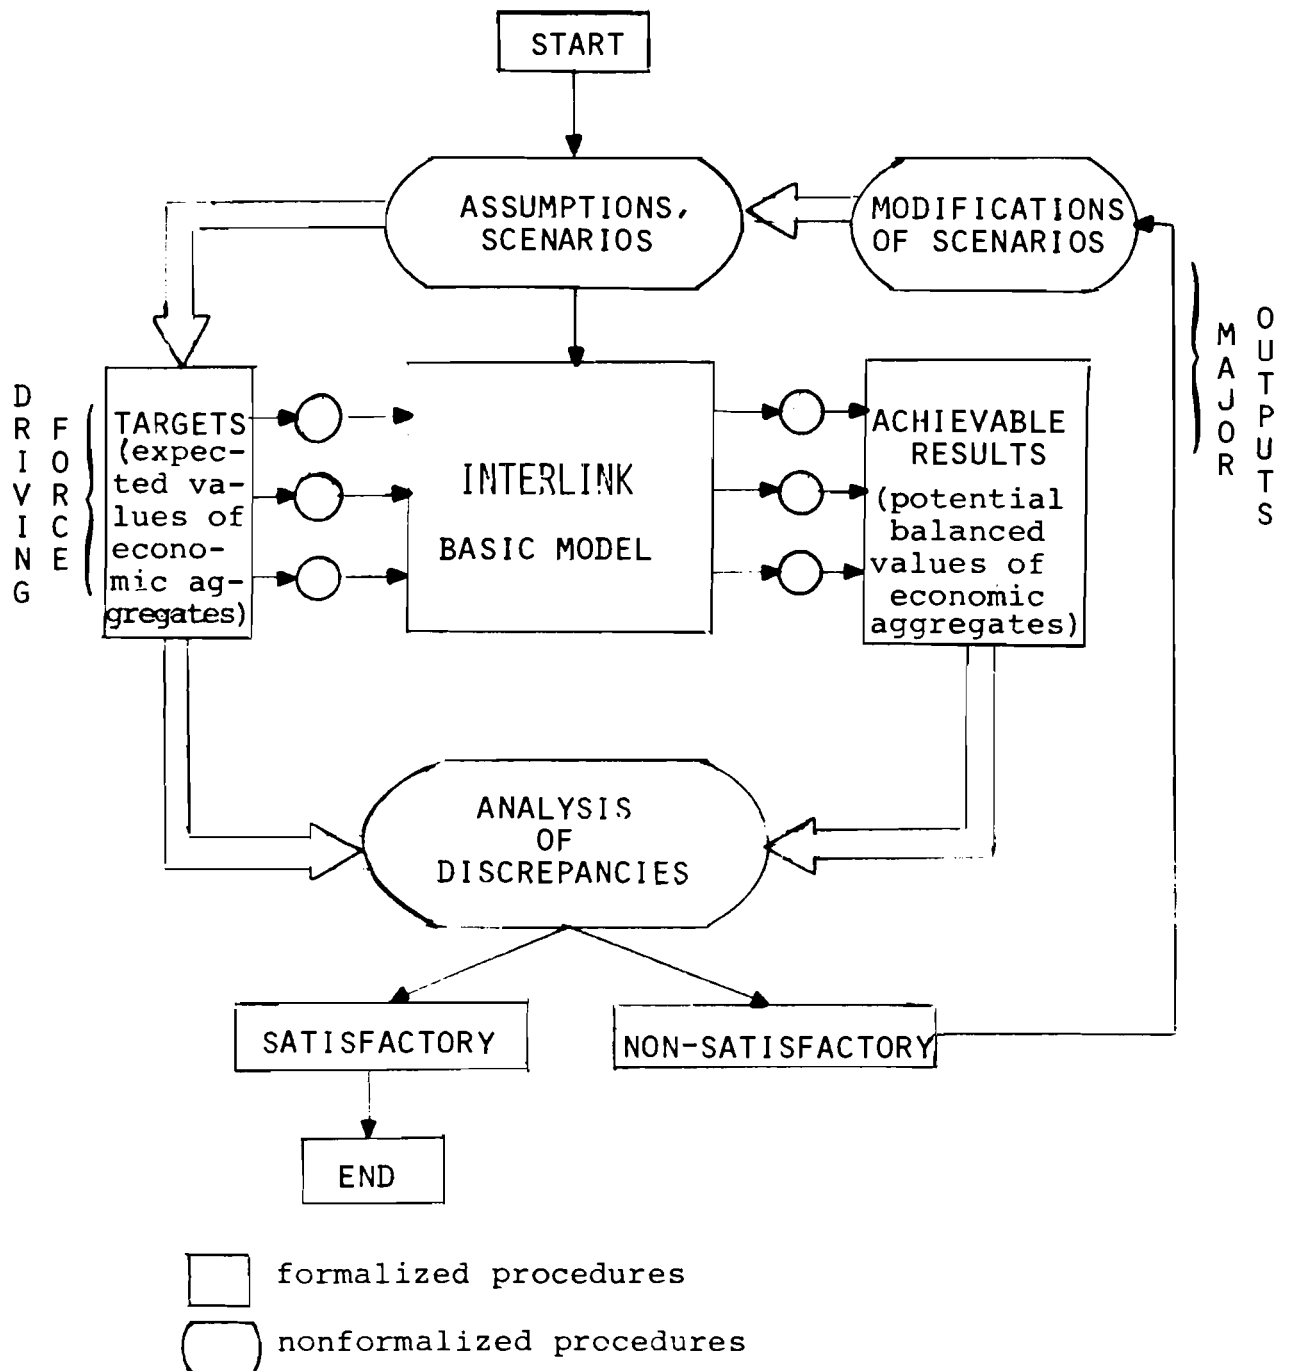 START
ASSUMPTIONS,
SCENARIOS
MODIFICATIONS
OF SCENARIOS
DRIVING
FORCE
TARGETS
(expec-
ted va-
lues of
econo-
mic ag-
gregates)
INTERLINK
BASIC MODEL
ACHIEVABLE
RESULTS
(potential
balanced
values of
economic
aggregates)
MAJOR
OUTPUTS
ANALYSIS
OF
DISCREPANCIES
SATISFACTORY
NON-SATISFACTORY
END
formalized procedures
nonformalized procedures